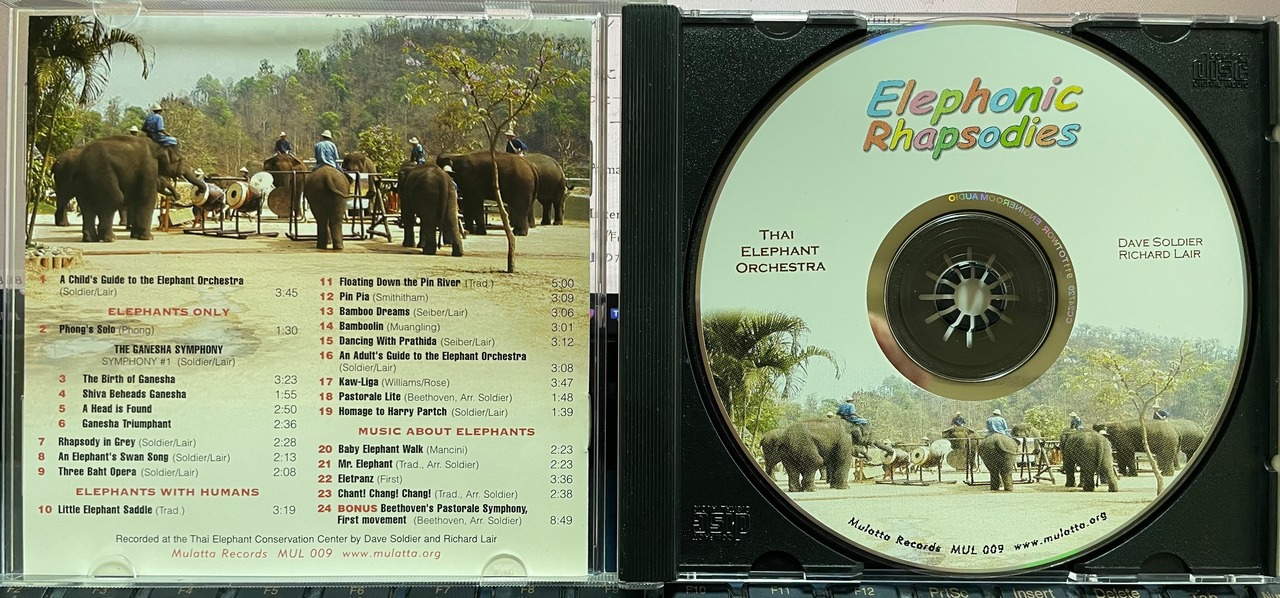 1 A Child's Guide to the Elephant Orchestra
(Soldier/Lair) 3:45
ELEPHANTS ONLY
2 Phong's Solo (Phong) 1:30
THE GANESHA SYMPHONY
SYMPHONY #1 (Soldier/Lair)
3 The Birth of Ganesha 3:23
4 Shiva Beheads Ganesha 1:55
5 A Head is Found 2:50
6 Ganesha Triumphant 2:36
7 Rhapsody in Grey (Soldier/Lair) 2:28
8 An Elephant's Swan Song (Soldier/Lair) 2:13
9 Three Baht Opera (Soldier/Lair) 2:08
ELEPHANTS WITH HUMANS
10 Little Elephant Saddie (Trad.) 3:19
11 Floating Down the Pin River (Trad.) 5:00
12 Pin Pia (Smithitham) 3:09
13 Bamboo Dreams (Seiber/Lair) 3:06
14 Bamboolin (Muangling) 3:01
15 Dancing With Prathida (Seiber/Lair) 3:12
16 An Adult's Guide to the Elephant Orchestra
(Soldier/Lair) 3:08
17 Kaw-Liga (Williams/Rose) 3:47
18 Pastorale Lite (Beethoven, Arr. Soldier) 1:48
19 Homage to Harry Partch (Soldier/Lair) 1:39
MUSIC ABOUT ELEPHANTS
20 Baby Elephant Walk (Mancini) 2:23
21 Mr. Elephant (Trad., Arr. Soldier) 2:23
22 Eletranz (First) 3:36
23 Chant! Chang! Chang! (Trad., Arr. Soldier) 2:38
24 BONUS Beethoven's Pastorale Symphony,
First movement (Beethoven, Arr. Soldier) 8:49
Recorded at the Thai Elephant Conservation Center by Dave Soldier and Richard Lair
Mulatta Records MUL 009 www.mulatta.org
Elephonic
Rhapsodies
THAI
ELEPHANT
ORCHESTRA
DAVE SOLDIER
RICHARD LAIR
ENGINEROOM AUDIO
Mulatta Records MUL 009 www.mulatta.org
disc
DIGITAL AUDIO
F10
F11
F12
PrtSc
Insert
Delete